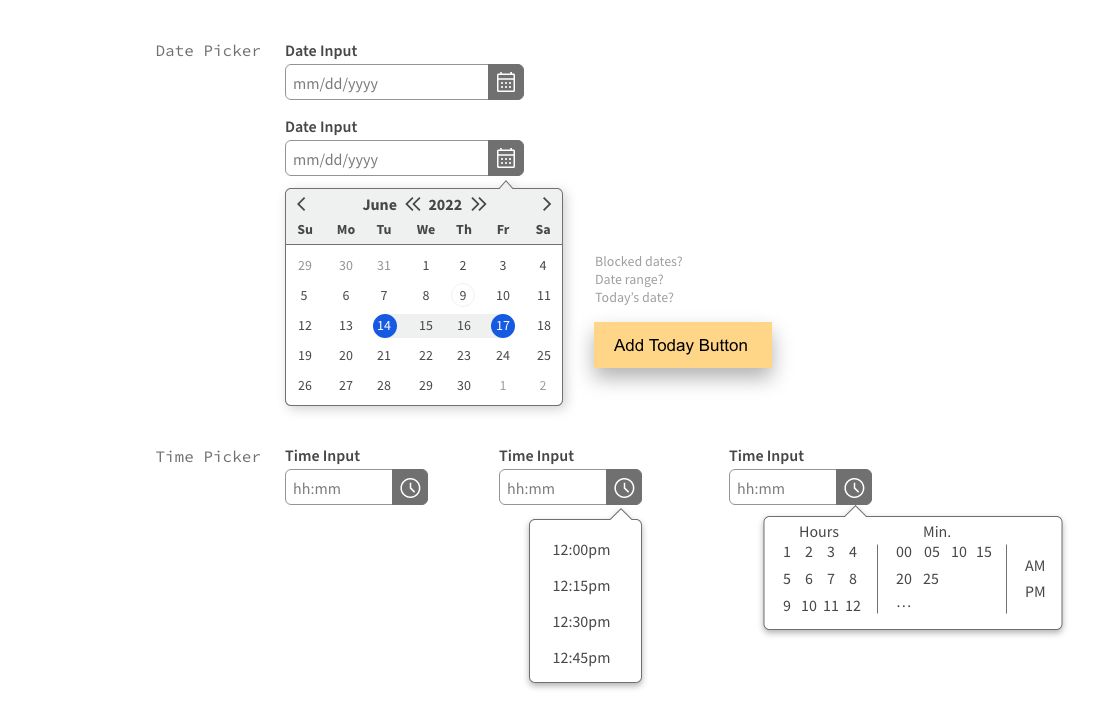 Date Picker
Date Input
mm/dd/yyyy
Date Input
mm/dd/yyyy
June 2022
Su Mo Tu We Th Fr Sa
29 30 31 1 2 3 4
5 6 7 8 9 10 11
12 13 14 15 16 17 18
19 20 21 22 23 24 25
26 27 28 29 30 1 2
Blocked dates?
Date range?
Today's date?
Add Today Button
Time Picker
Time Input
hh:mm
Time Input
hh:mm
12:00pm
12:15pm
12:30pm
12:45pm
Time Input
hh:mm
Hours Min.
1 2 3 4 00 05 10 15
AM
5 6 7 8 20 25
PM
9 10 11 12 ...